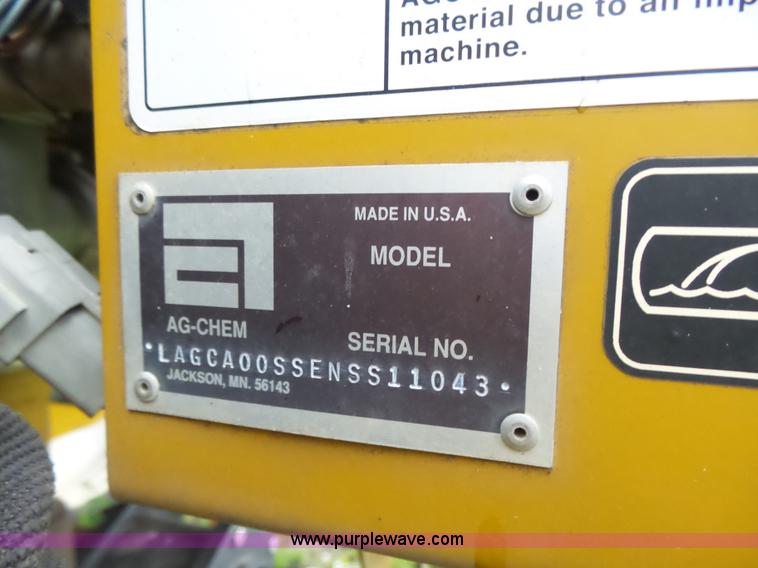 material due to an
machine.
MADE IN U.S.A.
MODEL
AG-CHEM
SERIAL NO.
*LAGCA00SSENSS11043*
JACKSON, MN. 56143
www.purplewave.com